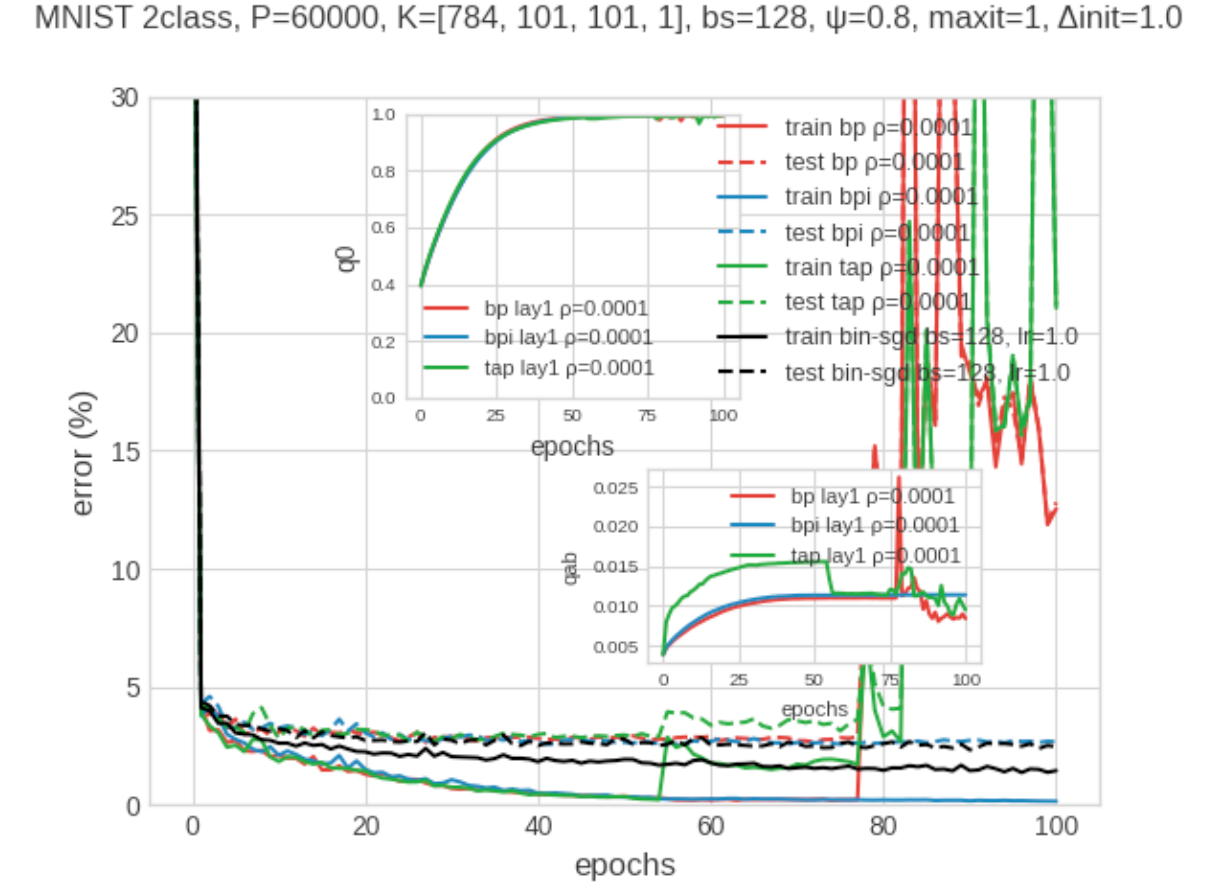 MNIST 2class, P=60000, K=[784, 101, 101, 1], bs=128, ψ=0.8, maxit=1, Δinit=1.0
error (%)
30
25
20
15
10
5
0
0
20
40
60
80
100
epochs
train bp ρ=0.0001
test bp ρ=0.0001
train bpi ρ=0.0001
test bpi ρ=0.0001
train tap ρ=0.0001
test tap ρ=0.0001
train bin-sgd bs=128, lr=1.0
test bin-sgd bs=128, lr=1.0
q0
1.0
0.8
0.6
0.4
0.2
0.0
bp lay1 ρ=0.0001
bpi lay1 ρ=0.0001
tap lay1 ρ=0.0001
0
25
50
75
100
epochs
qab
0.025
0.020
0.015
0.010
0.005
bp lay1 ρ=0.0001
bpi lay1 ρ=0.0001
tap lay1 ρ=0.0001
0
25
50
75
100
epochs